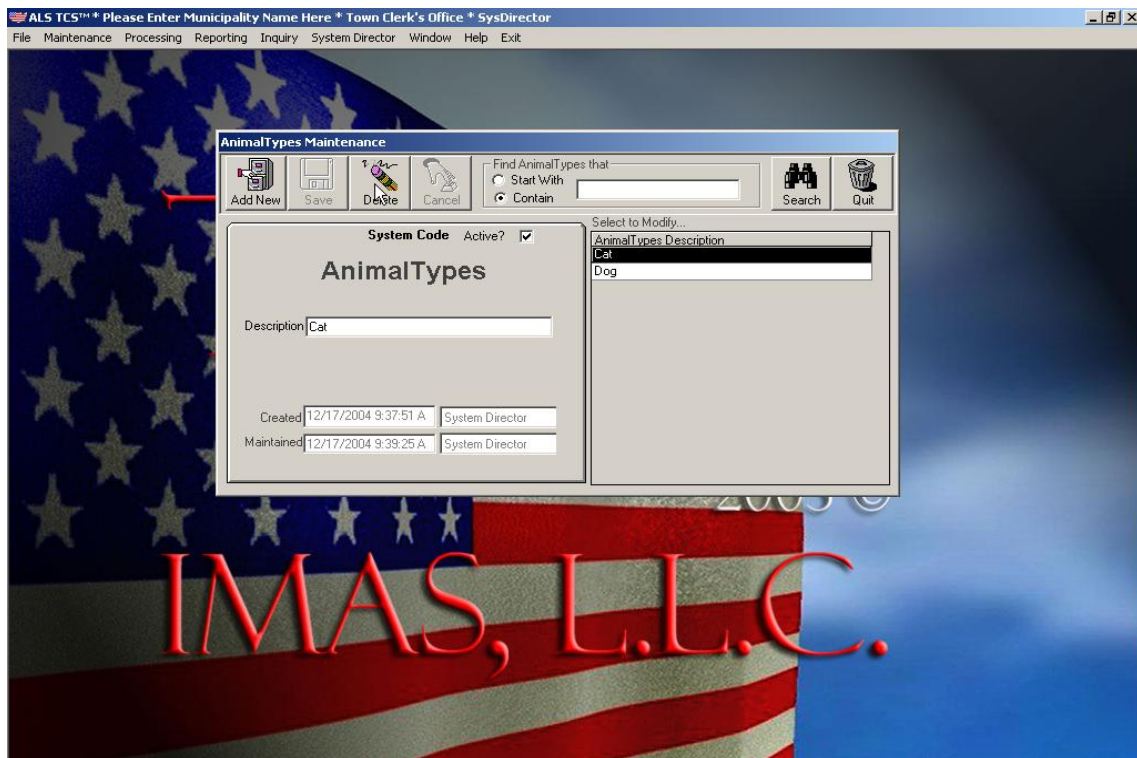 ALS TCS™ * Please Enter Municipality Name Here * Town Clerk's Office * SysDirector
File Maintenance Processing Reporting Inquiry System Director Window Help Exit
AnimalTypes Maintenance
Add New Save Delete Cancel
Find AnimalTypes that
Start With
Contain
Search Quit
System Code Active?
AnimalTypes
Description Cat
Created 12/17/2004 9:37:51 A System Director
Maintained 12/17/2004 9:39:25 A System Director
Select to Modify...
AnimalTypes Description
Cat
Dog
IMAS, L.L.C.